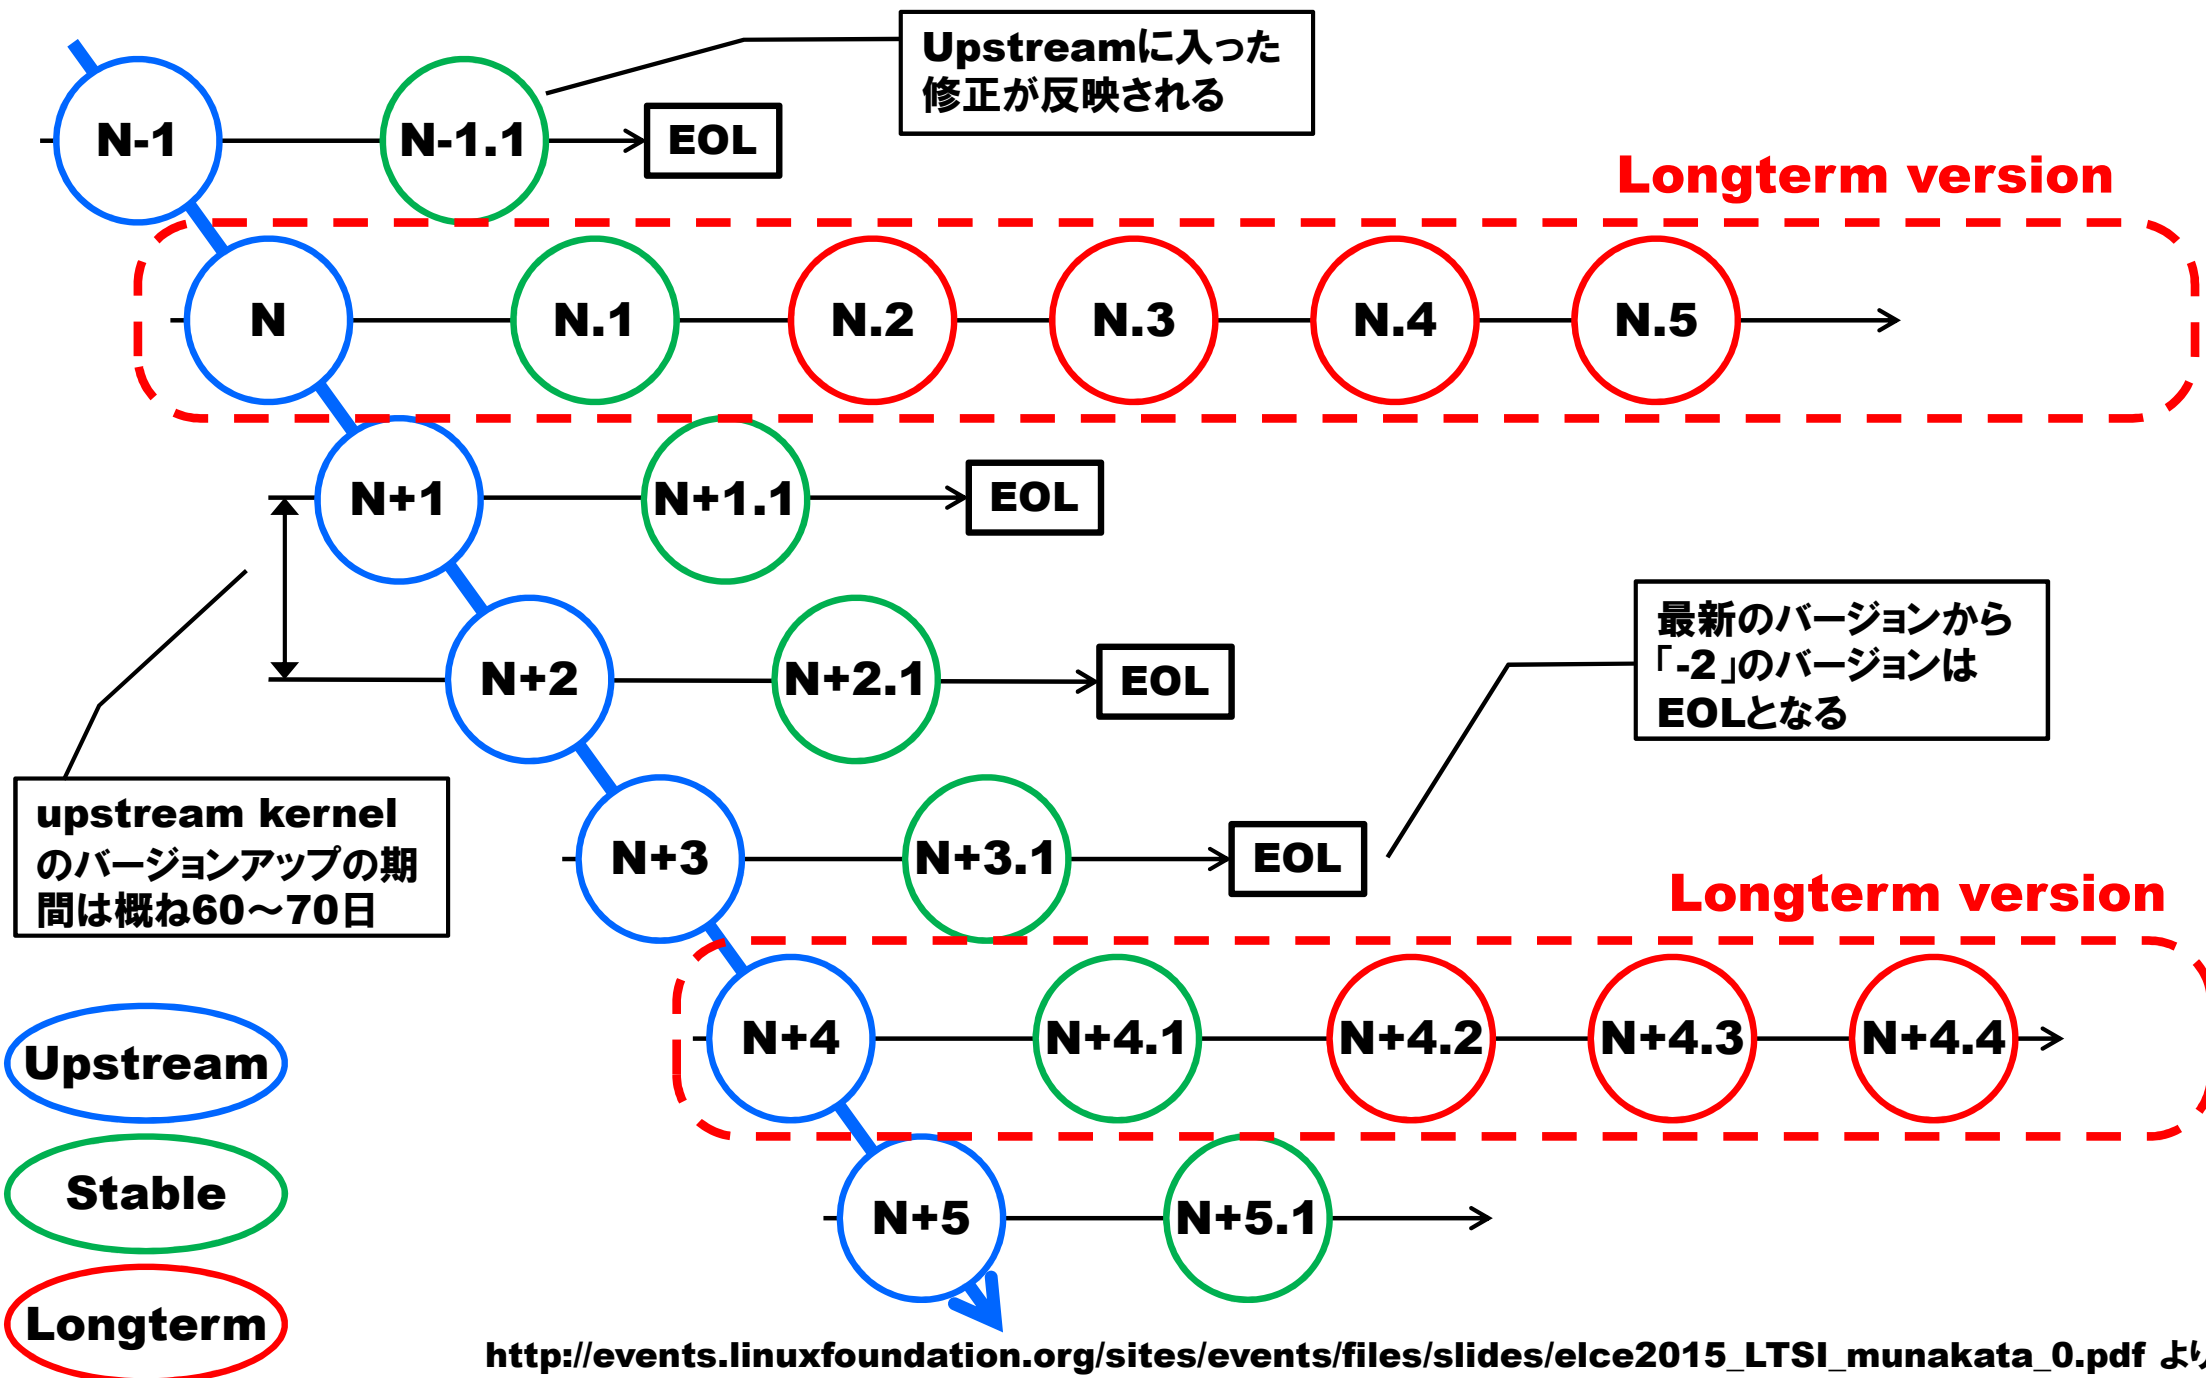 Upstreamに入った
修正が反映される
N-1
N-1.1
EOL
Longterm version
N
N.1
N.2
N.3
N.4
N.5
N+1
N+1.1
EOL
最新のバージョンから
「-2」のバージョンは
EOLとなる
N+2
N+2.1
EOL
upstream kernel
のバージョンアップの期
間は概ね60～70日
N+3
N+3.1
EOL
Longterm version
N+4
N+4.1
N+4.2
N+4.3
N+4.4
Upstream
Stable
N+5
N+5.1
Longterm
http://events.linuxfoundation.org/sites/events/files/slides/elce2015_LTSI_munakata_0.pdf より